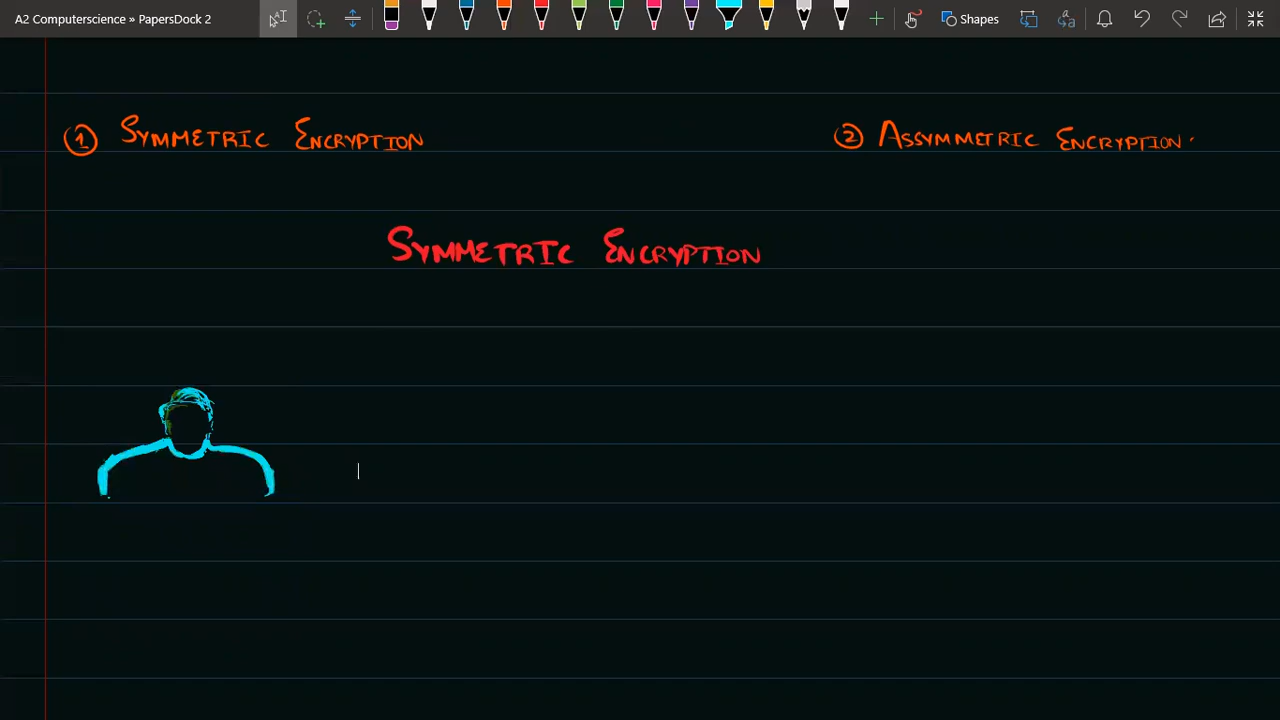 A2 Computerscience » PapersDock 2
Shapes
① SYMMETRIC ENCRYPTION
② ASSYMMETRIC ENCRYPTION.
SYMMETRIC ENCRYPTION